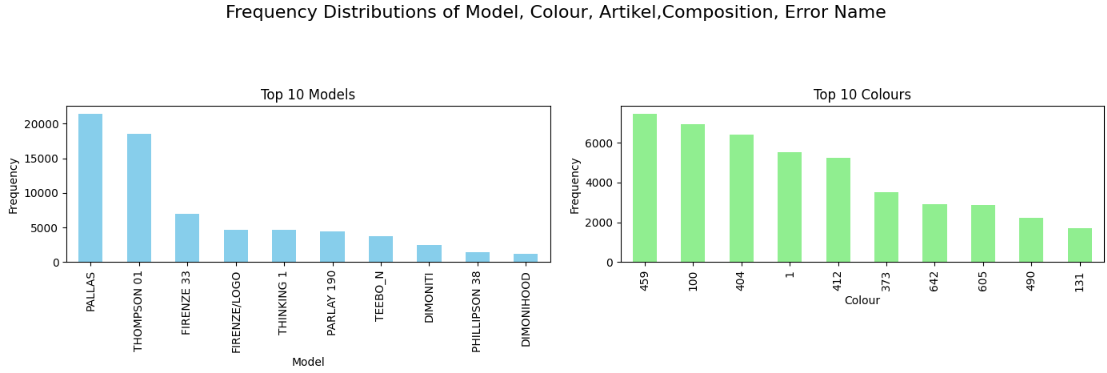 Frequency Distributions of Model, Colour, Artikel,Composition, Error Name
Top 10 Models
Frequency
20000
15000
10000
5000
0
PALLAS
THOMPSON 01
FIRENZE 33
FIRENZE/LOGO
THINKING 1
PARLAY 190
TEEBO_N
DIMONITI
PHILLIPSON 38
DIMONIHOOD
Model
Top 10 Colours
Frequency
6000
4000
2000
0
459
100
404
1
412
373
642
605
490
131
Colour